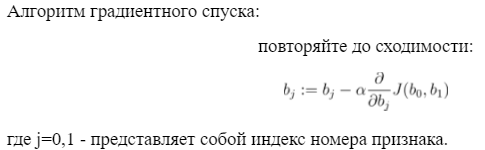 Алгоритм градиентного спуска:
повторяйте до сходимости:
b_j := b_j − α ∂/∂b_j J(b_0, b_1)
где j=0,1 - представляет собой индекс номера признака.